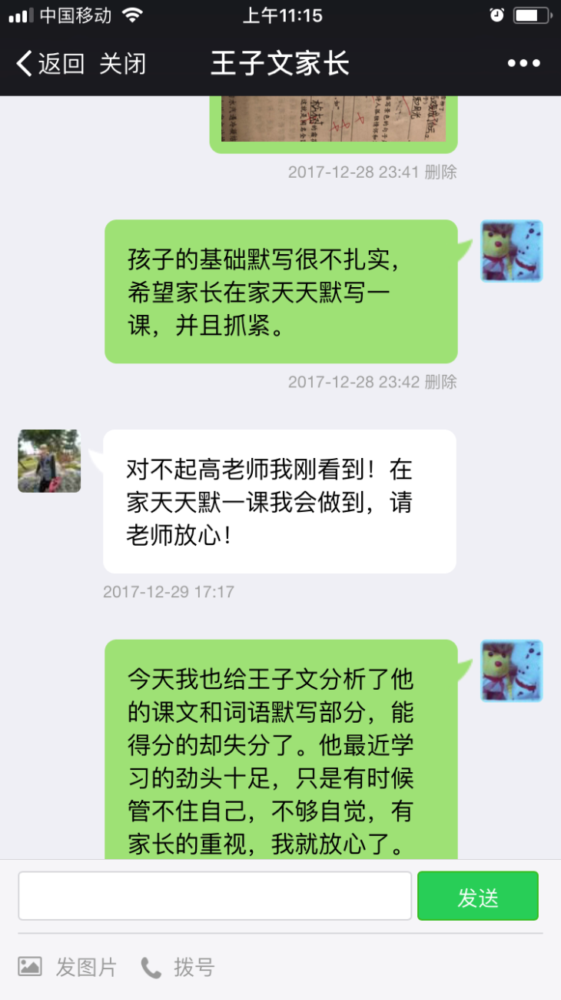 中国移动
上午11:15
返回 关闭
王子文家长
2017-12-28 23:41 删除
孩子的基础默写很不扎实，
希望家长在家天天默写一
课，并且抓紧。
2017-12-28 23:42 删除
对不起高老师我刚看到！在
家天天默一课我会做到，请
老师放心！
2017-12-29 17:17
今天我也给王子文分析了他
的课文和词语默写部分，能
得分的却失分了。他最近学
习的劲头十足，只是有时候
管不住自己，不够自觉，有
家长的重视，我就放心了。
发送
发图片
拨号